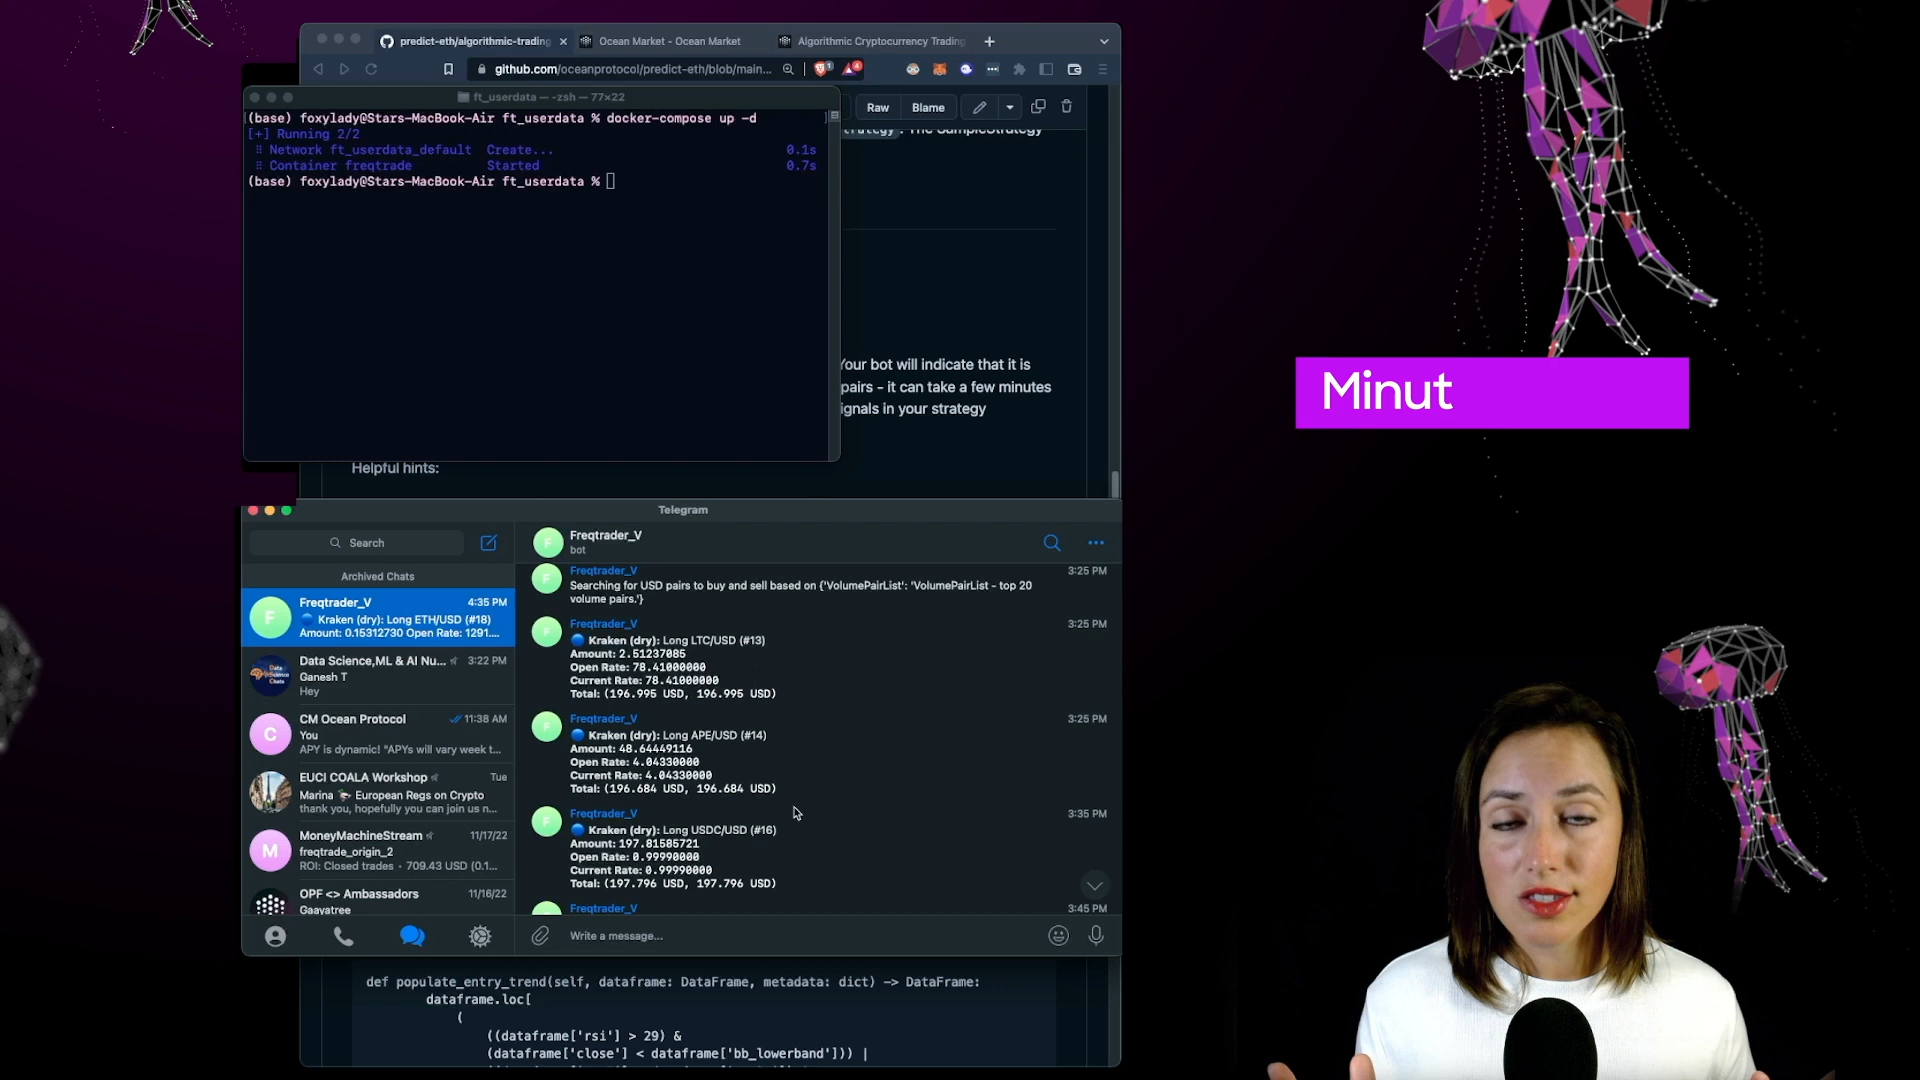 predict-eth/algorithmic-trading
Ocean Market - Ocean Market
Algorithmic Cryptocurrency Trading
github.com/oceanprotocol/predict-eth/blob/main...
ft_userdata — -zsh — 77×22
(base) foxylady@Stars-MacBook-Air ft_userdata % docker-compose up -d
[+] Running 2/2
⠿ Network ft_userdata_default Create... 0.1s
⠿ Container freqtrade Started 0.7s
(base) foxylady@Stars-MacBook-Air ft_userdata %
Raw
Blame
. The SampleStrategy
Your bot will indicate that it is
pairs - it can take a few minutes
ignals in your strategy
Helpful hints:
Minut
Telegram
Search
Archived Chats
Freqtrader_V 4:35 PM
Kraken (dry): Long ETH/USD (#18)
Amount: 0.15312730 Open Rate: 1291....
Data Science,ML & AI Nu... 3:22 PM
Ganesh T
Hey
CM Ocean Protocol 11:38 AM
You
APY is dynamic! "APYs will vary week t...
EUCI COALA Workshop Tue
Marina 🦆 European Regs on Crypto
thank you, hopefully you can join us n...
MoneyMachineStream 11/17/22
freqtrade_origin_2
ROI: Closed trades · 709.43 USD (0.1...
OPF <> Ambassadors 11/16/22
Gaayatree
Freqtrader_V
bot
Freqtrader_V 3:25 PM
Searching for USD pairs to buy and sell based on {'VolumePairList': 'VolumePairList - top 20
volume pairs.'}
Freqtrader_V 3:25 PM
Kraken (dry): Long LTC/USD (#13)
Amount: 2.51237085
Open Rate: 78.41000000
Current Rate: 78.41000000
Total: (196.995 USD, 196.995 USD)
Freqtrader_V 3:25 PM
Kraken (dry): Long APE/USD (#14)
Amount: 48.64449116
Open Rate: 4.04330000
Current Rate: 4.04330000
Total: (196.684 USD, 196.684 USD)
Freqtrader_V 3:35 PM
Kraken (dry): Long USDC/USD (#16)
Amount: 197.81585721
Open Rate: 0.99990000
Current Rate: 0.99990000
Total: (197.796 USD, 197.796 USD)
Freqtrader_V 3:45 PM
Write a message...
def populate_entry_trend(self, dataframe: DataFrame, metadata: dict) -> DataFrame:
dataframe.loc[
(
((dataframe['rsi'] > 29) &
(dataframe['close'] < dataframe['bb_lowerband'])) |